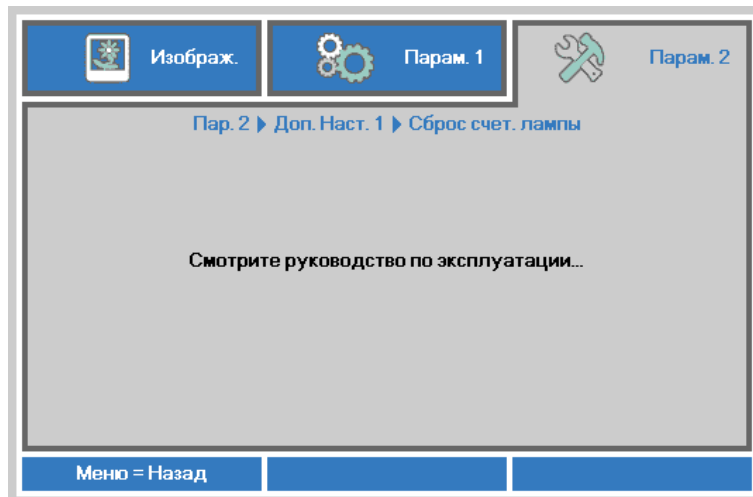 Изображ.
Парам. 1
Парам. 2
Пар. 2 ▶ Доп. Наст. 1 ▶ Сброс счет. лампы
Смотрите руководство по эксплуатации...
Меню = Назад